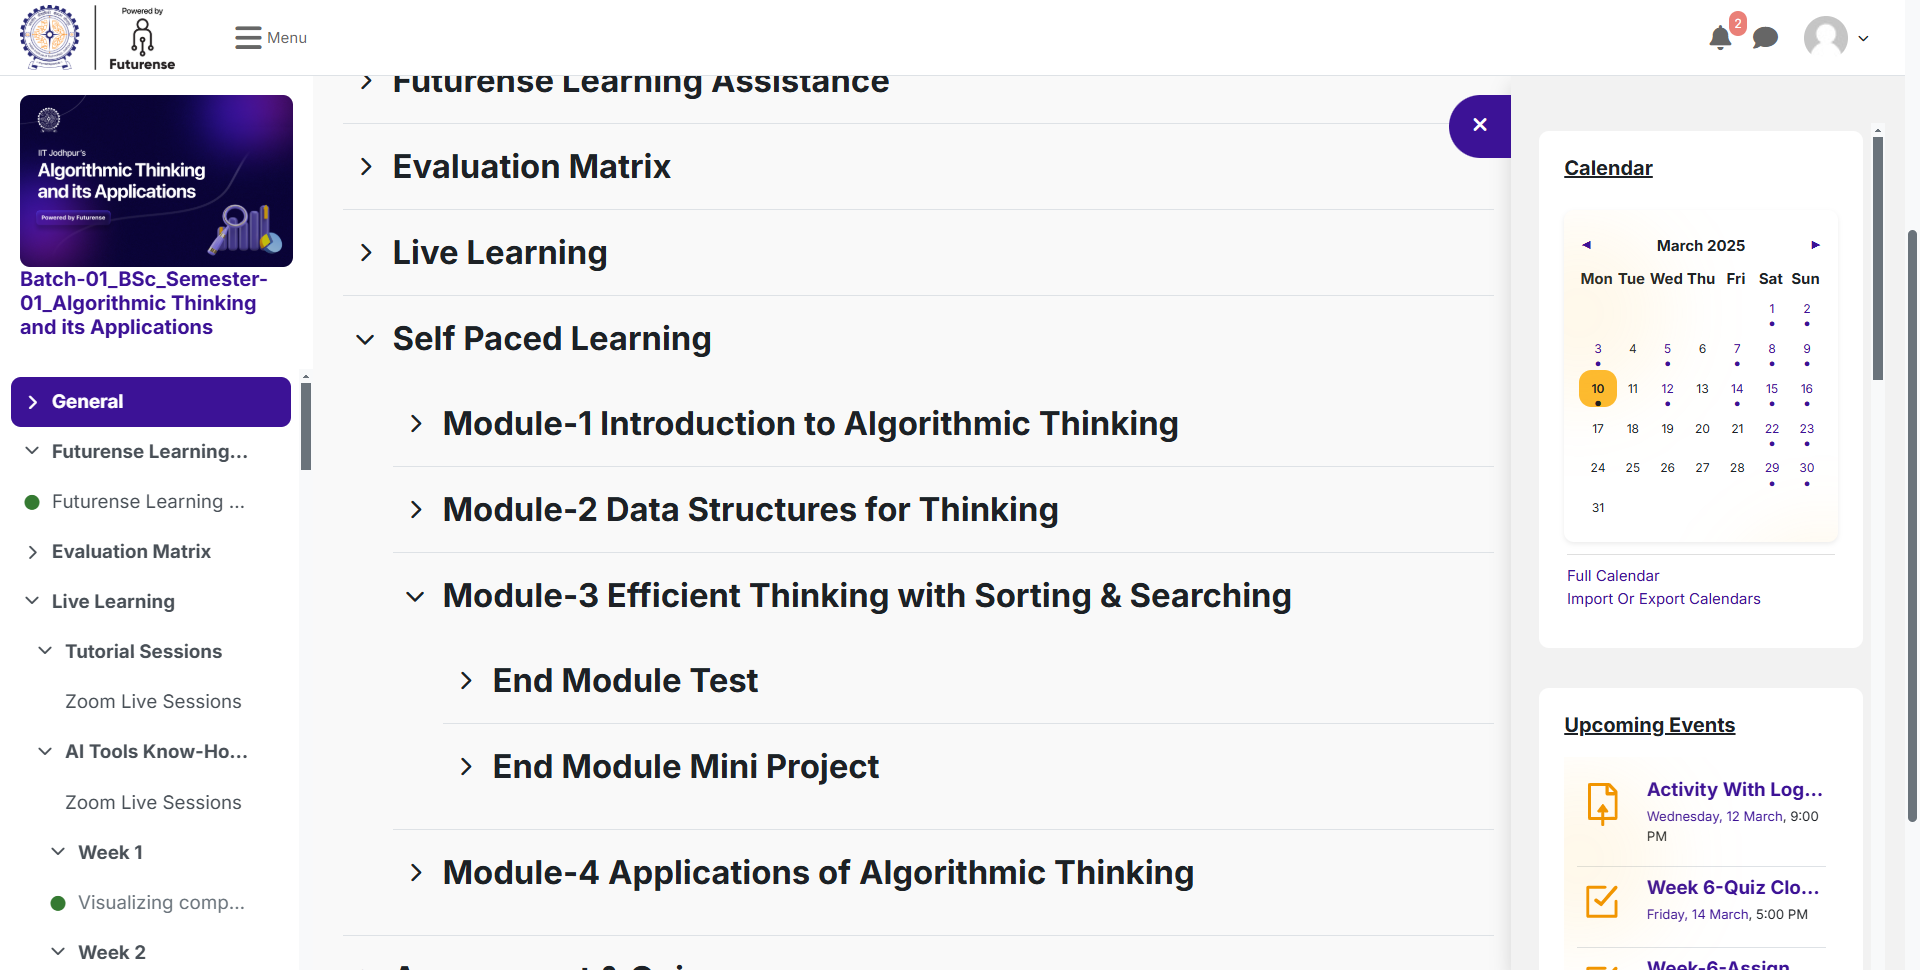 Powered by
Futurense
Menu
2
IIT Jodhpur's
Algorithmic Thinking
and its Applications
Powered by Futurense
Batch-01_BSc_Semester-
01_Algorithmic Thinking
and its Applications
General
Futurense Learning...
Futurense Learning ...
Evaluation Matrix
Live Learning
Tutorial Sessions
Zoom Live Sessions
AI Tools Know-Ho...
Zoom Live Sessions
Week 1
Visualizing comp...
Week 2
Futurense Learning Assistance
Evaluation Matrix
Live Learning
Self Paced Learning
Module-1 Introduction to Algorithmic Thinking
Module-2 Data Structures for Thinking
Module-3 Efficient Thinking with Sorting & Searching
End Module Test
End Module Mini Project
Module-4 Applications of Algorithmic Thinking
Calendar
March 2025
Mon Tue Wed Thu Fri Sat Sun
1 2
3 4 5 6 7 8 9
10 11 12 13 14 15 16
17 18 19 20 21 22 23
24 25 26 27 28 29 30
31
Full Calendar
Import Or Export Calendars
Upcoming Events
Activity With Log...
Wednesday, 12 March, 9:00
PM
Week 6-Quiz Clo...
Friday, 14 March, 5:00 PM
Week-6-Assign